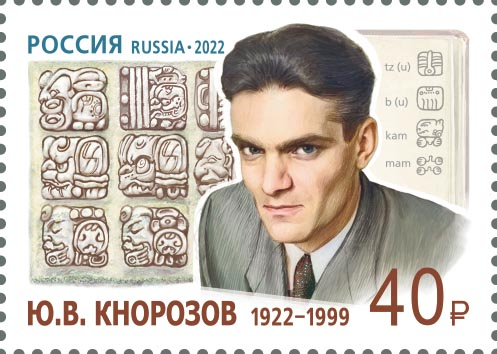 РОССИЯ RUSSIA • 2022
tz (u)
b (u)
kam
mam
Ю.В. КНОРОЗОВ 1922–1999 40₽